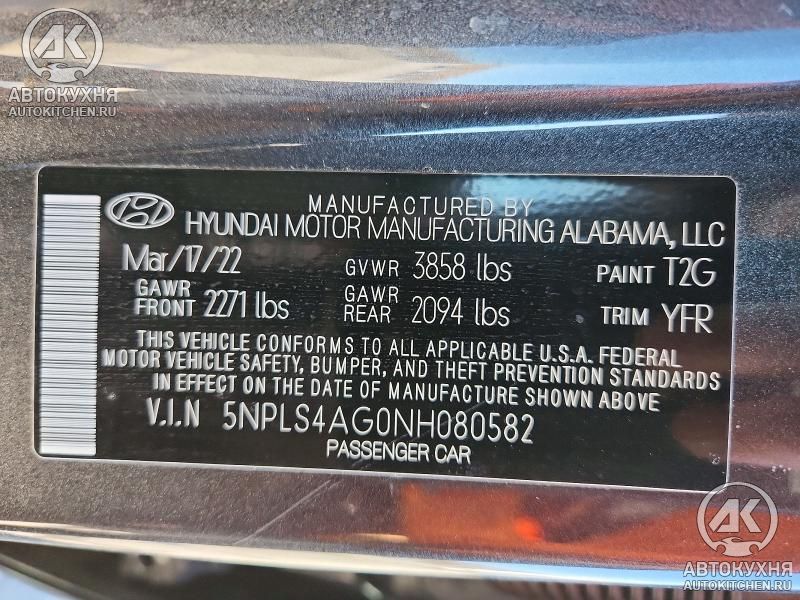 AK
АВТОКУХНЯ
AUTOKITCHEN.RU
MANUFACTURED BY
HYUNDAI MOTOR MANUFACTURING ALABAMA, LLC
Mar/17/22 GVWR 3858 lbs PAINT T2G
GAWR FRONT 2271 lbs GAWR REAR 2094 lbs TRIM YFR
THIS VEHICLE CONFORMS TO ALL APPLICABLE U.S.A. FEDERAL
MOTOR VEHICLE SAFETY, BUMPER, AND THEFT PREVENTION STANDARDS
IN EFFECT ON THE DATE OF MANUFACTURE SHOWN ABOVE
V.I.N 5NPLS4AG0NH080582
PASSENGER CAR
AK
АВТОКУХНЯ
AUTOKITCHEN.RU